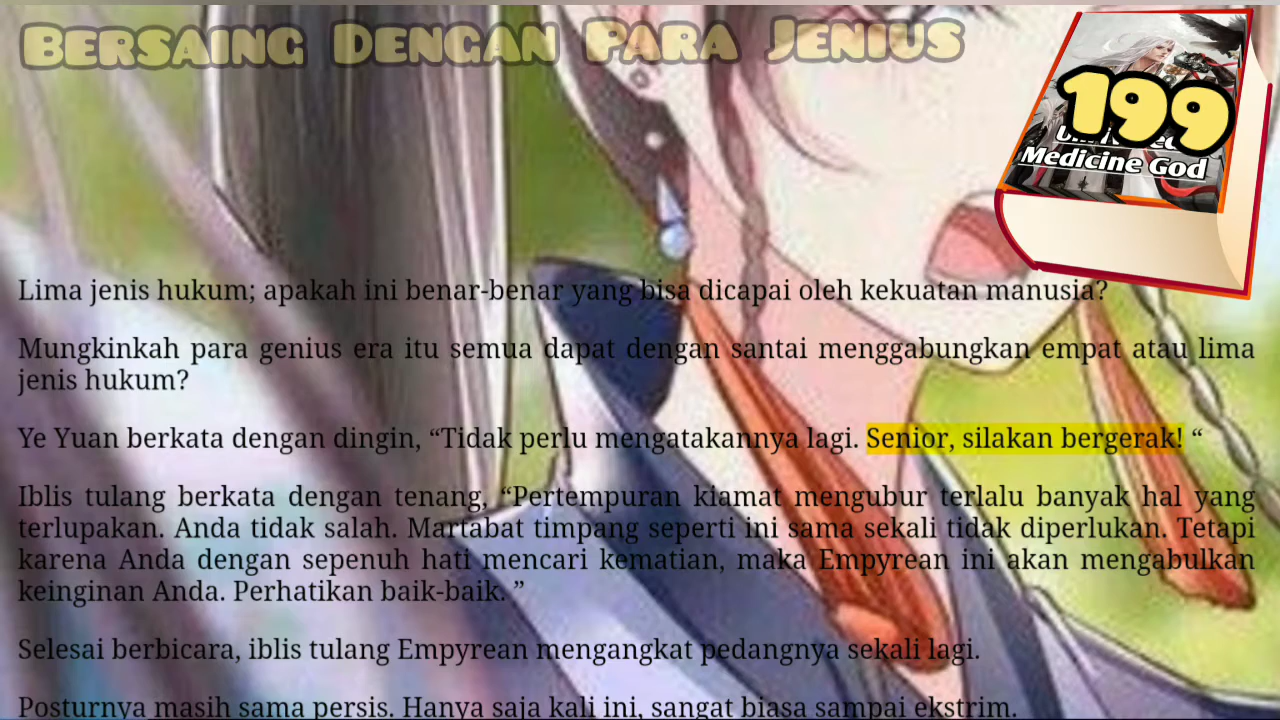 Bersaing Dengan Para Jenius
199
Medicine God
Lima jenis hukum; apakah ini benar-benar yang bisa dicapai oleh kekuatan manusia?
Mungkinkah para genius era itu semua dapat dengan santai menggabungkan empat atau lima
jenis hukum?
Ye Yuan berkata dengan dingin, “Tidak perlu mengatakannya lagi. Senior, silakan bergerak! “
Iblis tulang berkata dengan tenang, “Pertempuran kiamat mengubur terlalu banyak hal yang
terlupakan. Anda tidak salah. Martabat timpang seperti ini sama sekali tidak diperlukan. Tetapi
karena Anda dengan sepenuh hati mencari kematian, maka Empyrean ini akan mengabulkan
keinginan Anda. Perhatikan baik-baik. ”
Selesai berbicara, iblis tulang Empyrean mengangkat pedangnya sekali lagi.
Posturnya masih sama persis. Hanya saja kali ini, sangat biasa sampai ekstrim.